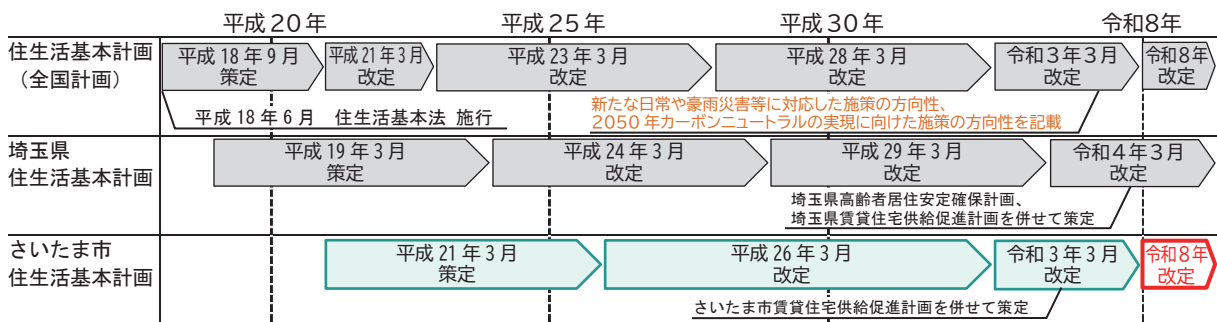 平成20年 平成25年 平成30年 令和8年
住生活基本計画
（全国計画）
平成18年9月
策定
平成21年3月
改定
平成23年3月
改定
平成28年3月
改定
令和3年3月
改定
令和8年
改定
平成18年6月　住生活基本法 施行
新たな日常や豪雨災害等に対応した施策の方向性、
2050年カーボンニュートラルの実現に向けた施策の方向性を記載
埼玉県
住生活基本計画
平成19年3月
策定
平成24年3月
改定
平成29年3月
改定
令和4年3月
改定
埼玉県高齢者居住安定確保計画、
埼玉県賃貸住宅供給促進計画を併せて策定
さいたま市
住生活基本計画
平成21年3月
策定
平成26年3月
改定
令和3年3月
改定
令和8年
改定
さいたま市賃貸住宅供給促進計画を併せて策定